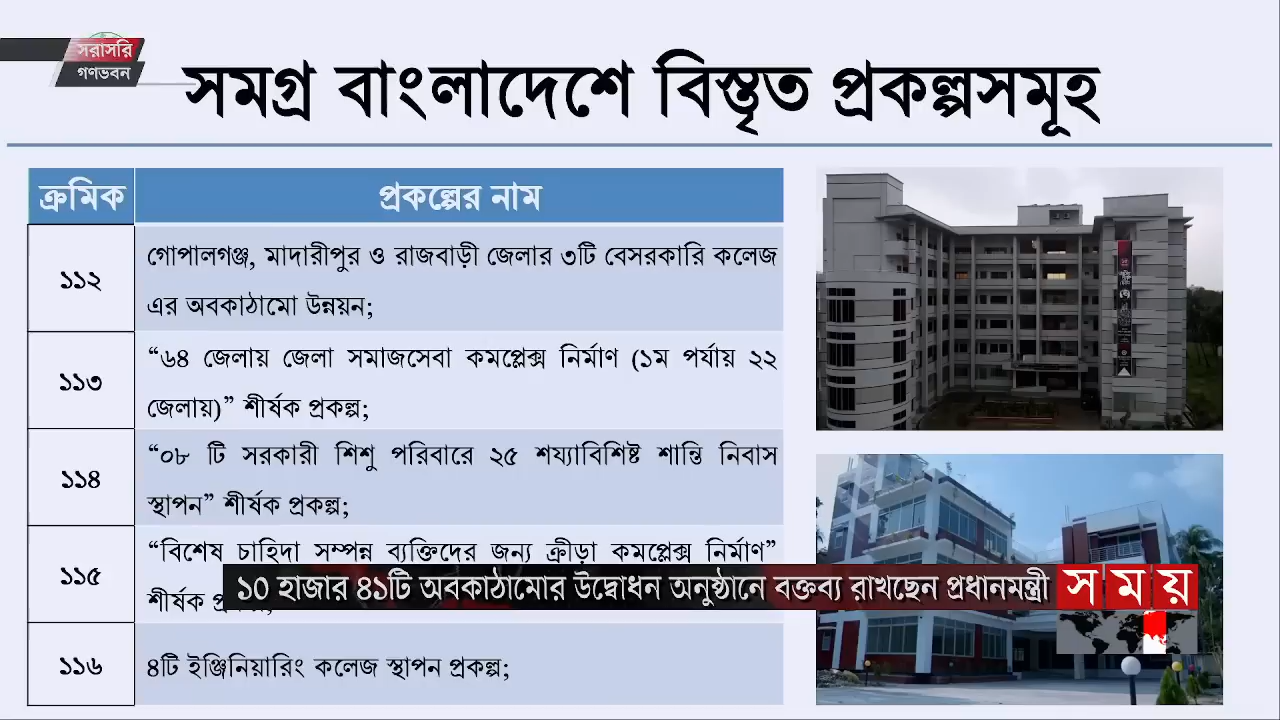 সরাসরি
গণভবন
সমগ্র বাংলাদেশে বিস্তৃত প্রকল্পসমূহ
ক্রমিক প্রকল্পের নাম
১১২ গোপালগঞ্জ, মাদারীপুর ও রাজবাড়ী জেলার ৩টি বেসরকারি কলেজ
এর অবকাঠামো উন্নয়ন;
১১৩ “৬৪ জেলায় জেলা সমাজসেবা কমপ্লেক্স নির্মাণ (১ম পর্যায় ২২
জেলায়)” শীর্ষক প্রকল্প;
১১৪ “০৮ টি সরকারী শিশু পরিবারে ২৫ শয্যাবিশিষ্ট শান্তি নিবাস
স্থাপন” শীর্ষক প্রকল্প;
১১৫ “বিশেষ চাহিদা সম্পন্ন ব্যক্তিদের জন্য ক্রীড়া কমপ্লেক্স নির্মাণ”
শীর্ষক
১০ হাজার ৪১টি অবকাঠামোর উদ্বোধন অনুষ্ঠানে বক্তব্য রাখছেন প্রধানমন্ত্রী
সময়
১১৬ ৪টি ইঞ্জিনিয়ারিং কলেজ স্থাপন প্রকল্প;